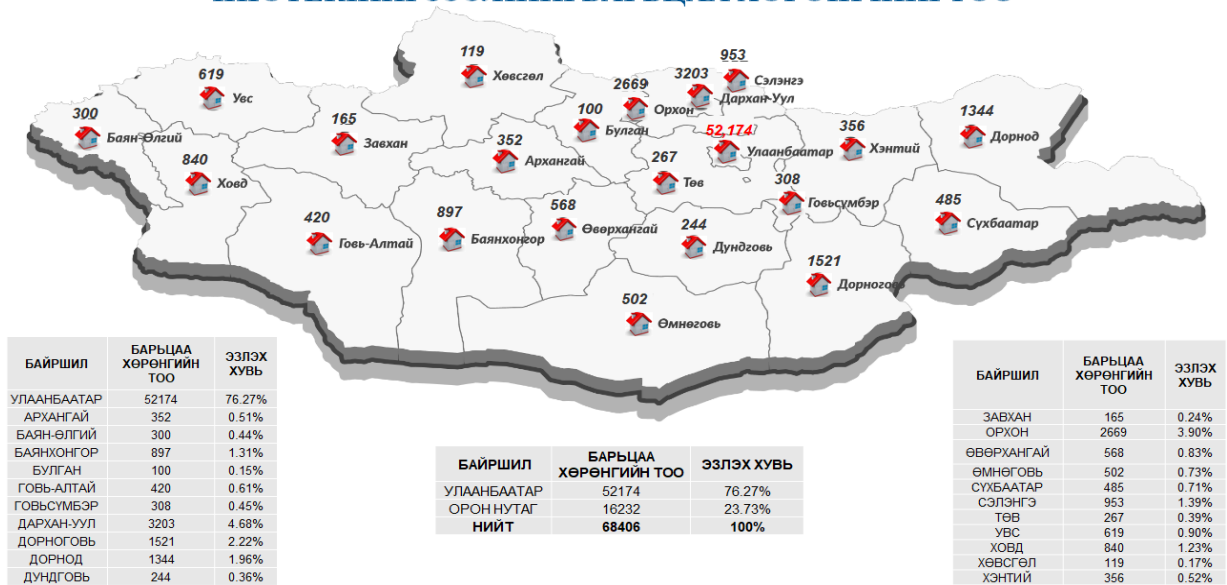 119
Хөвсгөл
953
Сэлэнгэ
619
Увс
2669
Орхон
3203
Дархан-Уул
300
Баян-Өлгий
165
Завхан
100
Булган
52,174
Улаанбаатар
356
Хэнтий
1344
Дорнод
840
Ховд
352
Архангай
267
Төв
308
Говьсүмбэр
485
Сүхбаатар
420
Говь-Алтай
897
Баянхонгор
568
Өвөрхангай
244
Дундговь
1521
502
Өмнөговь
БАЙРШИЛ БАРЬЦАА ХӨРӨНГИЙН ТОО ЭЗЛЭХ ХУВЬ
УЛААНБААТАР 52174 76.27%
АРХАНГАЙ 352 0.51%
БАЯН-ӨЛГИЙ 300 0.44%
БАЯНХОНГОР 897 1.31%
БУЛГАН 100 0.15%
ГОВЬ-АЛТАЙ 420 0.61%
ГОВЬСҮМБЭР 308 0.45%
ДАРХАН-УУЛ 3203 4.68%
ДОРНОГОВЬ 1521 2.22%
ДОРНОД 1344 1.96%
ДУНДГОВЬ 244 0.36%
БАЙРШИЛ БАРЬЦАА ХӨРӨНГИЙН ТОО ЭЗЛЭХ ХУВЬ
УЛААНБААТАР 52174 76.27%
ОРОН НУТАГ 16232 23.73%
НИЙТ 68406 100%
БАЙРШИЛ БАРЬЦАА ХӨРӨНГИЙН ТОО ЭЗЛЭХ ХУВЬ
ЗАВХАН 165 0.24%
ОРХОН 2669 3.90%
ӨВӨРХАНГАЙ 568 0.83%
ӨМНӨГОВЬ 502 0.73%
СҮХБААТАР 485 0.71%
СЭЛЭНГЭ 953 1.39%
ТӨВ 267 0.39%
УВС 619 0.90%
ХОВД 840 1.23%
ХӨВСГӨЛ 119 0.17%
ХЭНТИЙ 356 0.52%